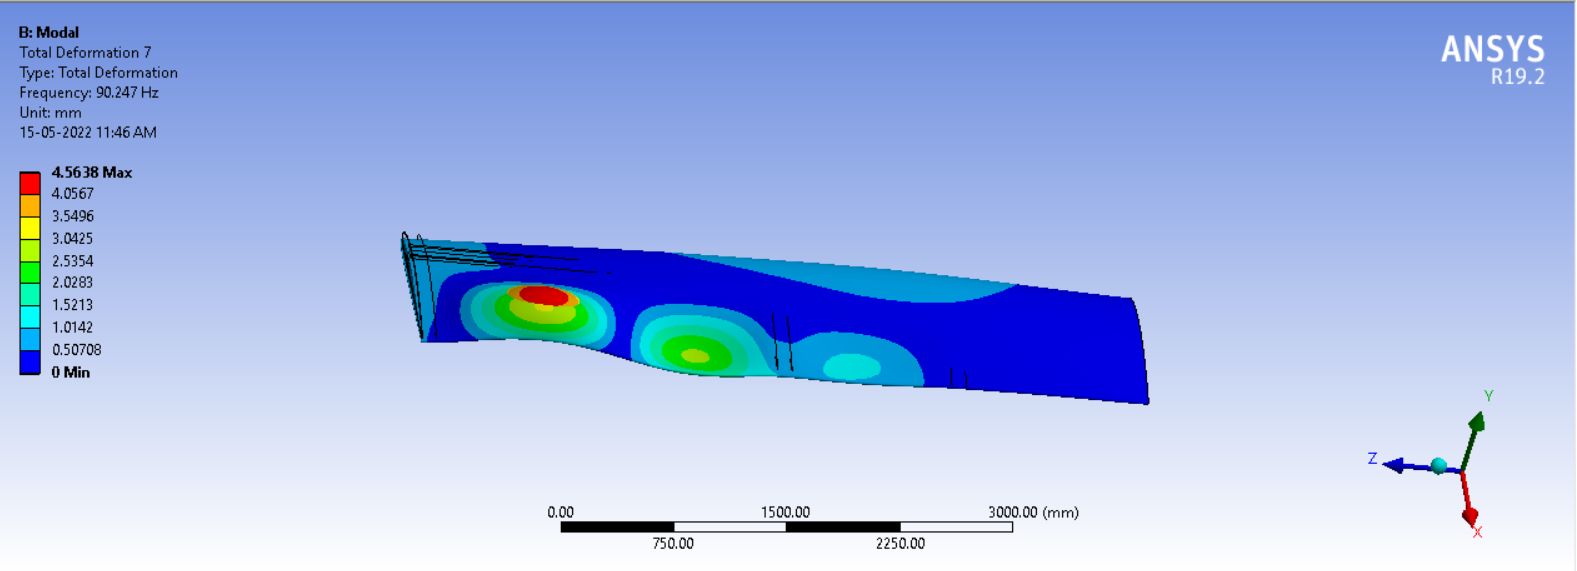 B: Modal
Total Deformation 7
Type: Total Deformation
Frequency: 90.247 Hz
Unit: mm
15-05-2022 11:46 AM
ANSYS
R19.2
4.5638 Max
4.0567
3.5496
3.0425
2.5354
2.0283
1.5213
1.0142
0.50708
0 Min
Y
Z
X
0.00 1500.00 3000.00 (mm)
750.00 2250.00